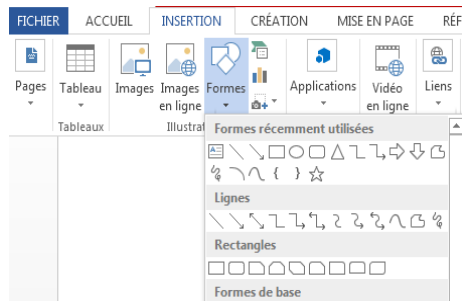 FICHIER ACCUEIL INSERTION CRÉATION MISE EN PAGE RÉF
Pages Tableau Images Images en ligne Formes Applications Vidéo en ligne Liens
Tableaux Illustrat
Formes récemment utilisées
Lignes
Rectangles
Formes de base